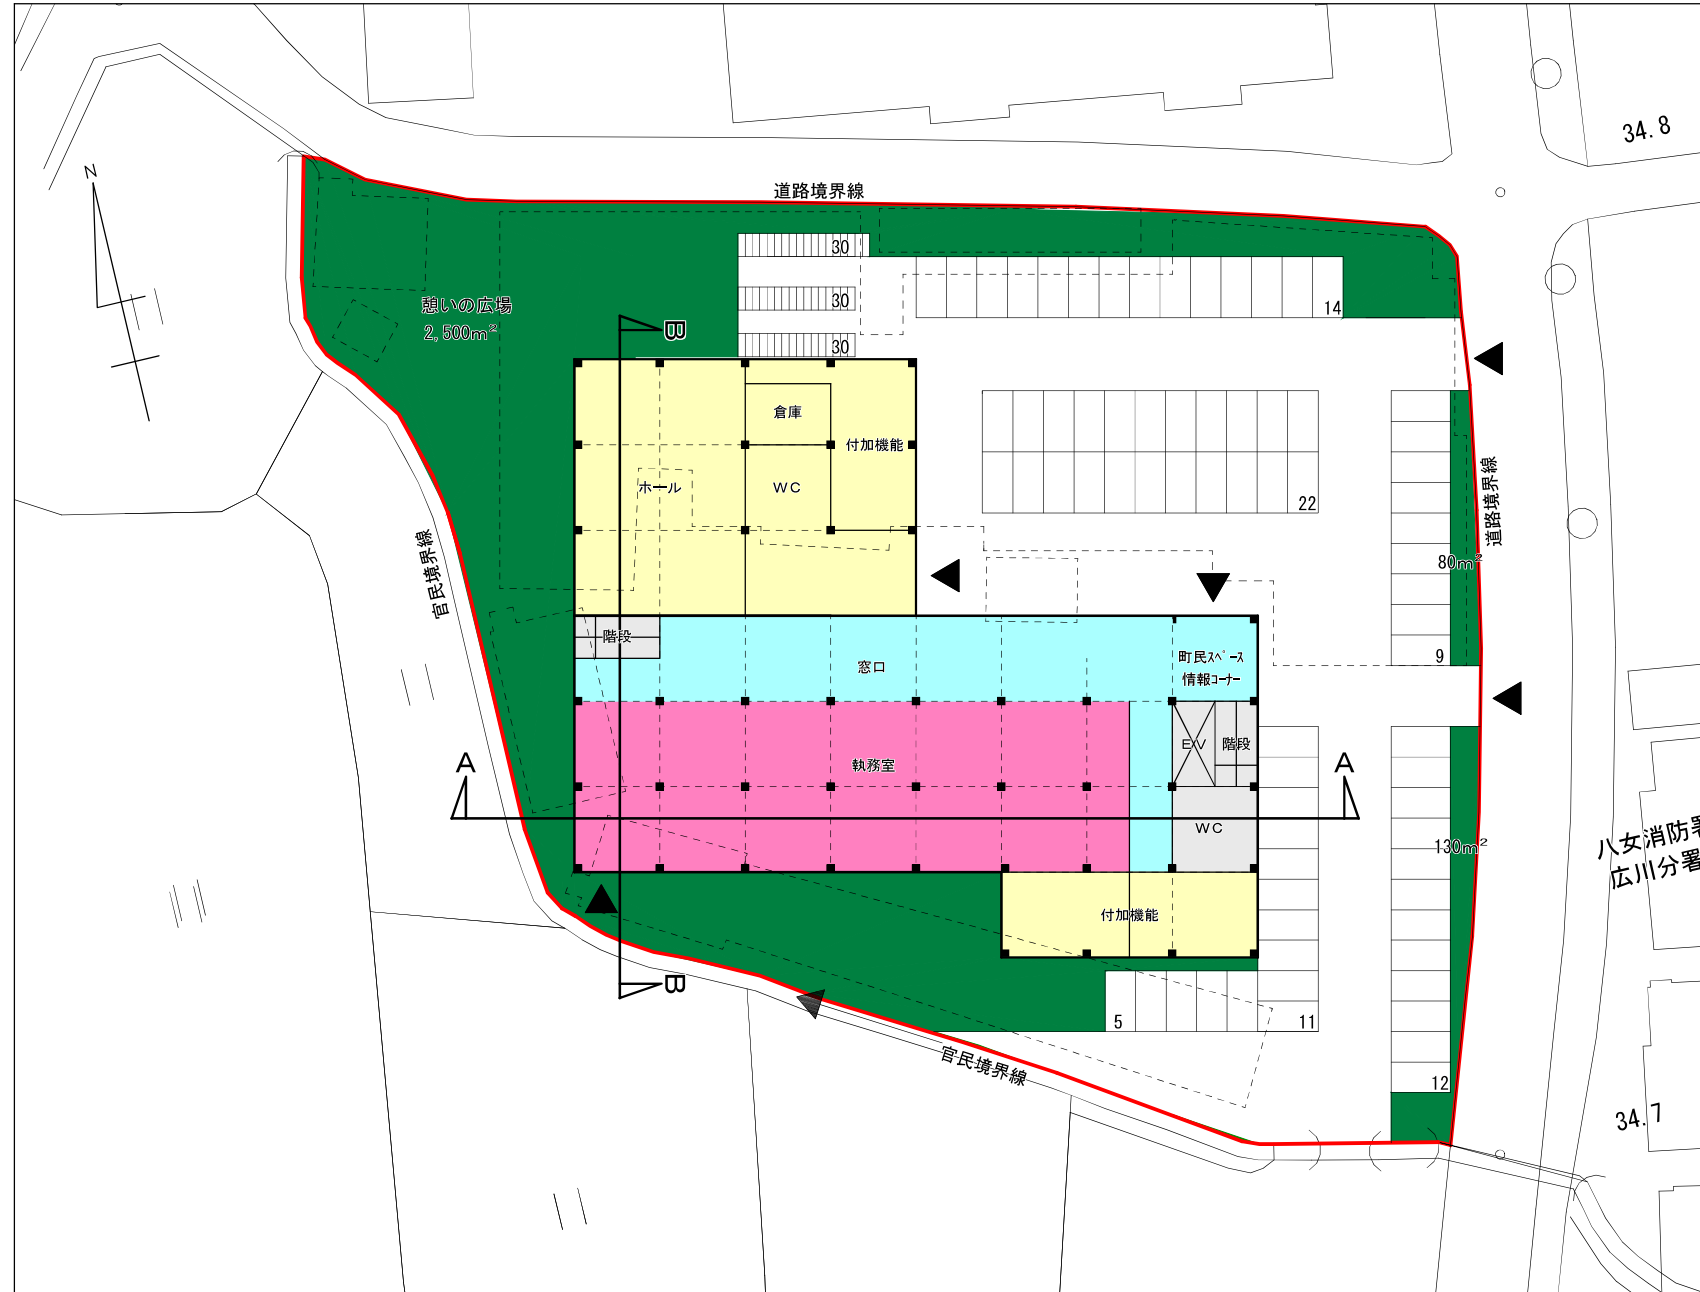 34.8
N
道路境界線
30
憩いの広場
2,500m²
30
14
B
30
倉庫
付加機能
ホール
WC
22
道路境界線
官民境界線
80m²
階段
窓口
町民スペース
情報コーナー
9
EV
階段
執務室
A
A
WC
130m²
八女消防署
広川分署
付加機能
B
5
11
官民境界線
12
34.7